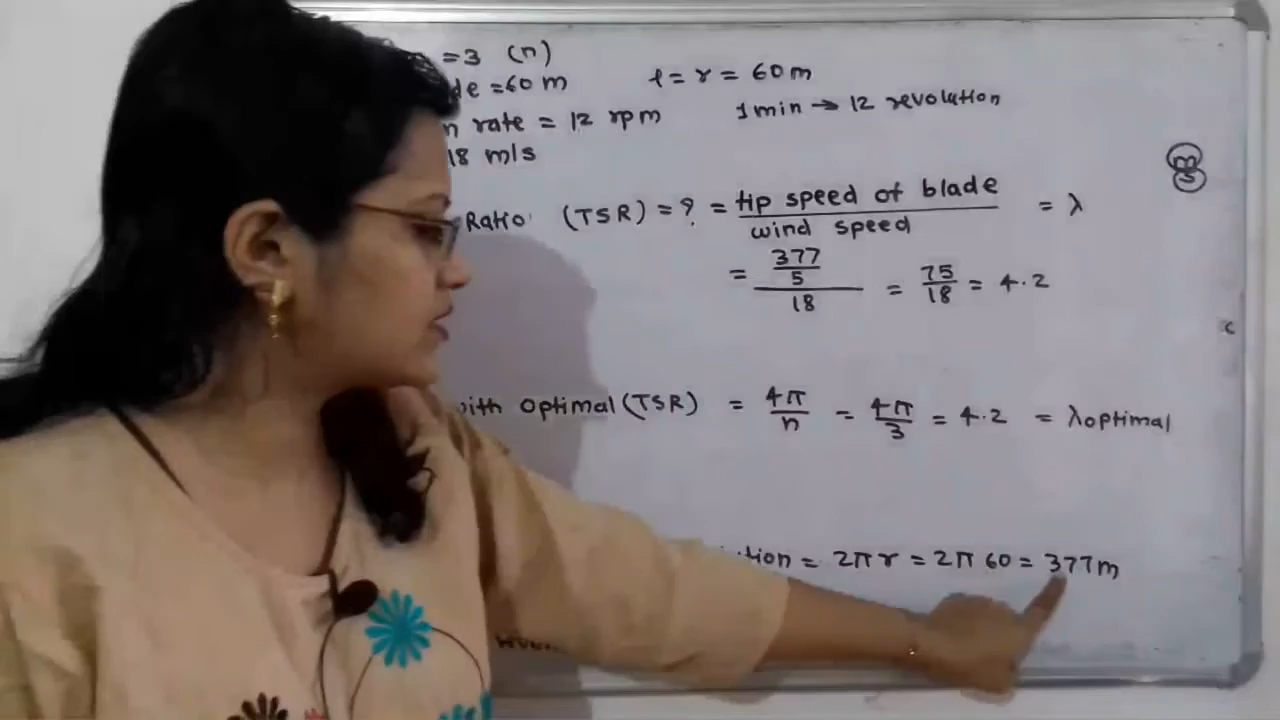 =3 (n)
de =60 m l = r = 60m
n rate = 12 rpm 1 min → 12 revolution
18 m/s
m
s
Ratio (TSR) = ? = tip speed of blade / wind speed = λ
= 377/5 / 18 = 75/18 = 4.2
c
with optimal (TSR) = 4π/n = 4π/3 = 4.2 = λoptimal
ution = 2πr = 2π 60 = 377m